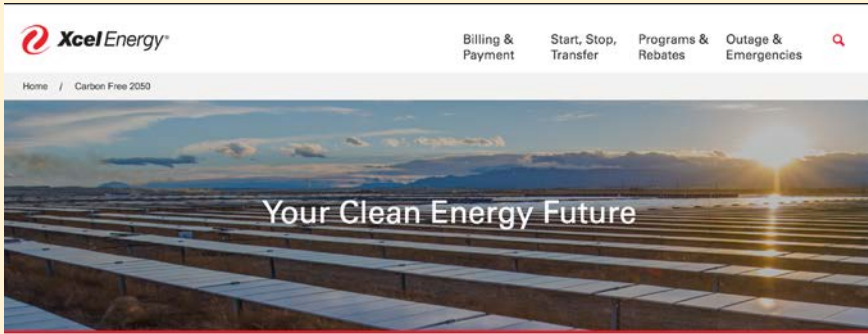 Xcel Energy®
Billing &
Payment
Start, Stop,
Transfer
Programs &
Rebates
Outage &
Emergencies
Home / Carbon Free 2050
Your Clean Energy Future